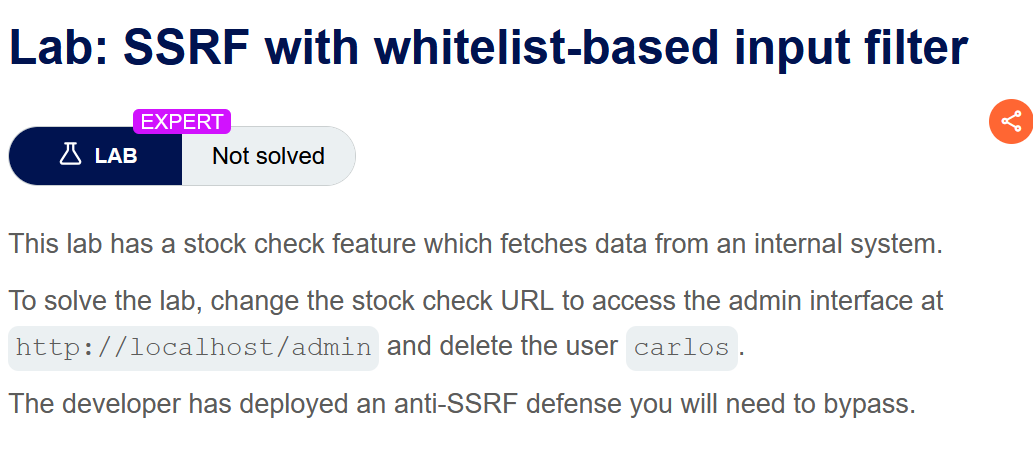 Lab: SSRF with whitelist-based input filter
EXPERT
LAB
Not solved
This lab has a stock check feature which fetches data from an internal system.
To solve the lab, change the stock check URL to access the admin interface at
http://localhost/admin and delete the user carlos.
The developer has deployed an anti-SSRF defense you will need to bypass.